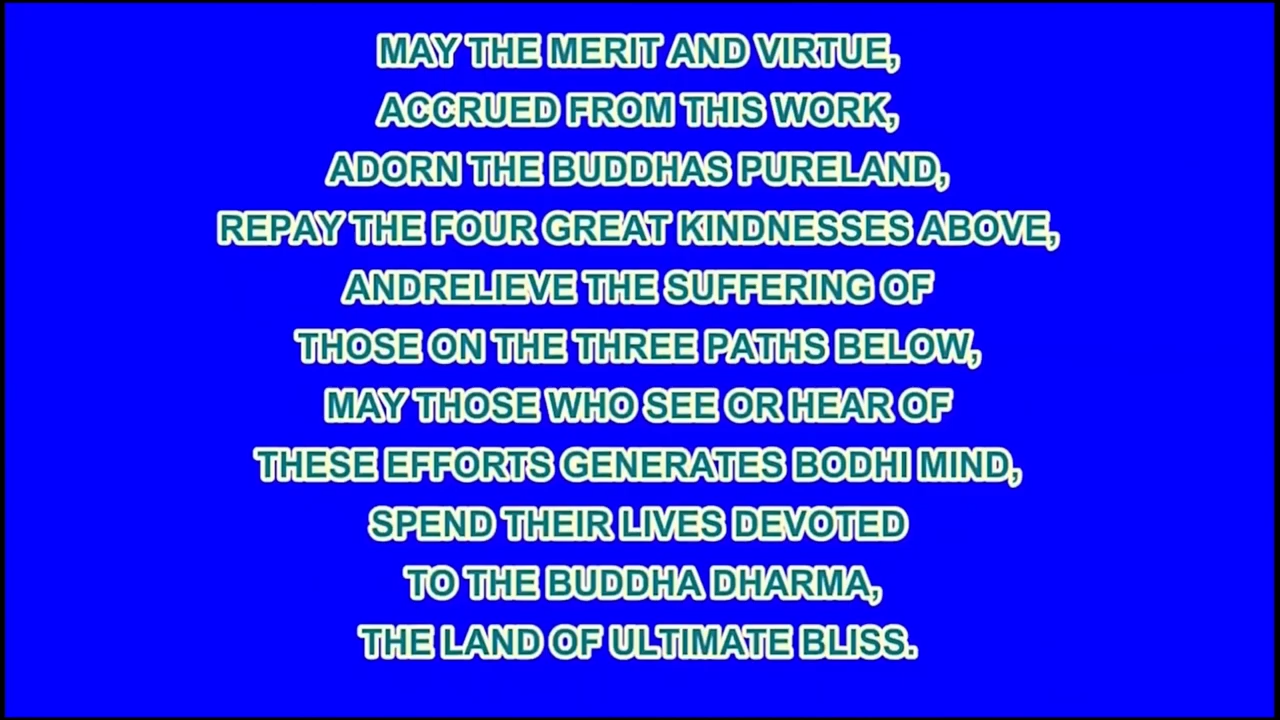 MAY THE MERIT AND VIRTUE,
ACCRUED FROM THIS WORK,
ADORN THE BUDDHAS PURELAND,
REPAY THE FOUR GREAT KINDNESSES ABOVE,
ANDRELIEVE THE SUFFERING OF
THOSE ON THE THREE PATHS BELOW,
MAY THOSE WHO SEE OR HEAR OF
THESE EFFORTS GENERATES BODHI MIND,
SPEND THEIR LIVES DEVOTED
TO THE BUDDHA DHARMA,
THE LAND OF ULTIMATE BLISS.